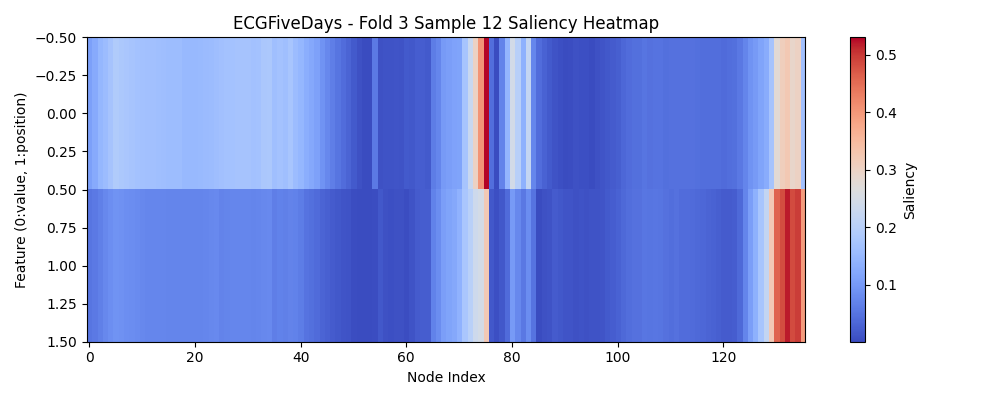 ECGFiveDays - Fold 3 Sample 12 Saliency Heatmap
Feature (0:value, 1:position)
−0.50
−0.25
0.00
0.25
0.50
0.75
1.00
1.25
1.50
0 20 40 60 80 100 120
Node Index
0.5
0.4
0.3
0.2
0.1
Saliency